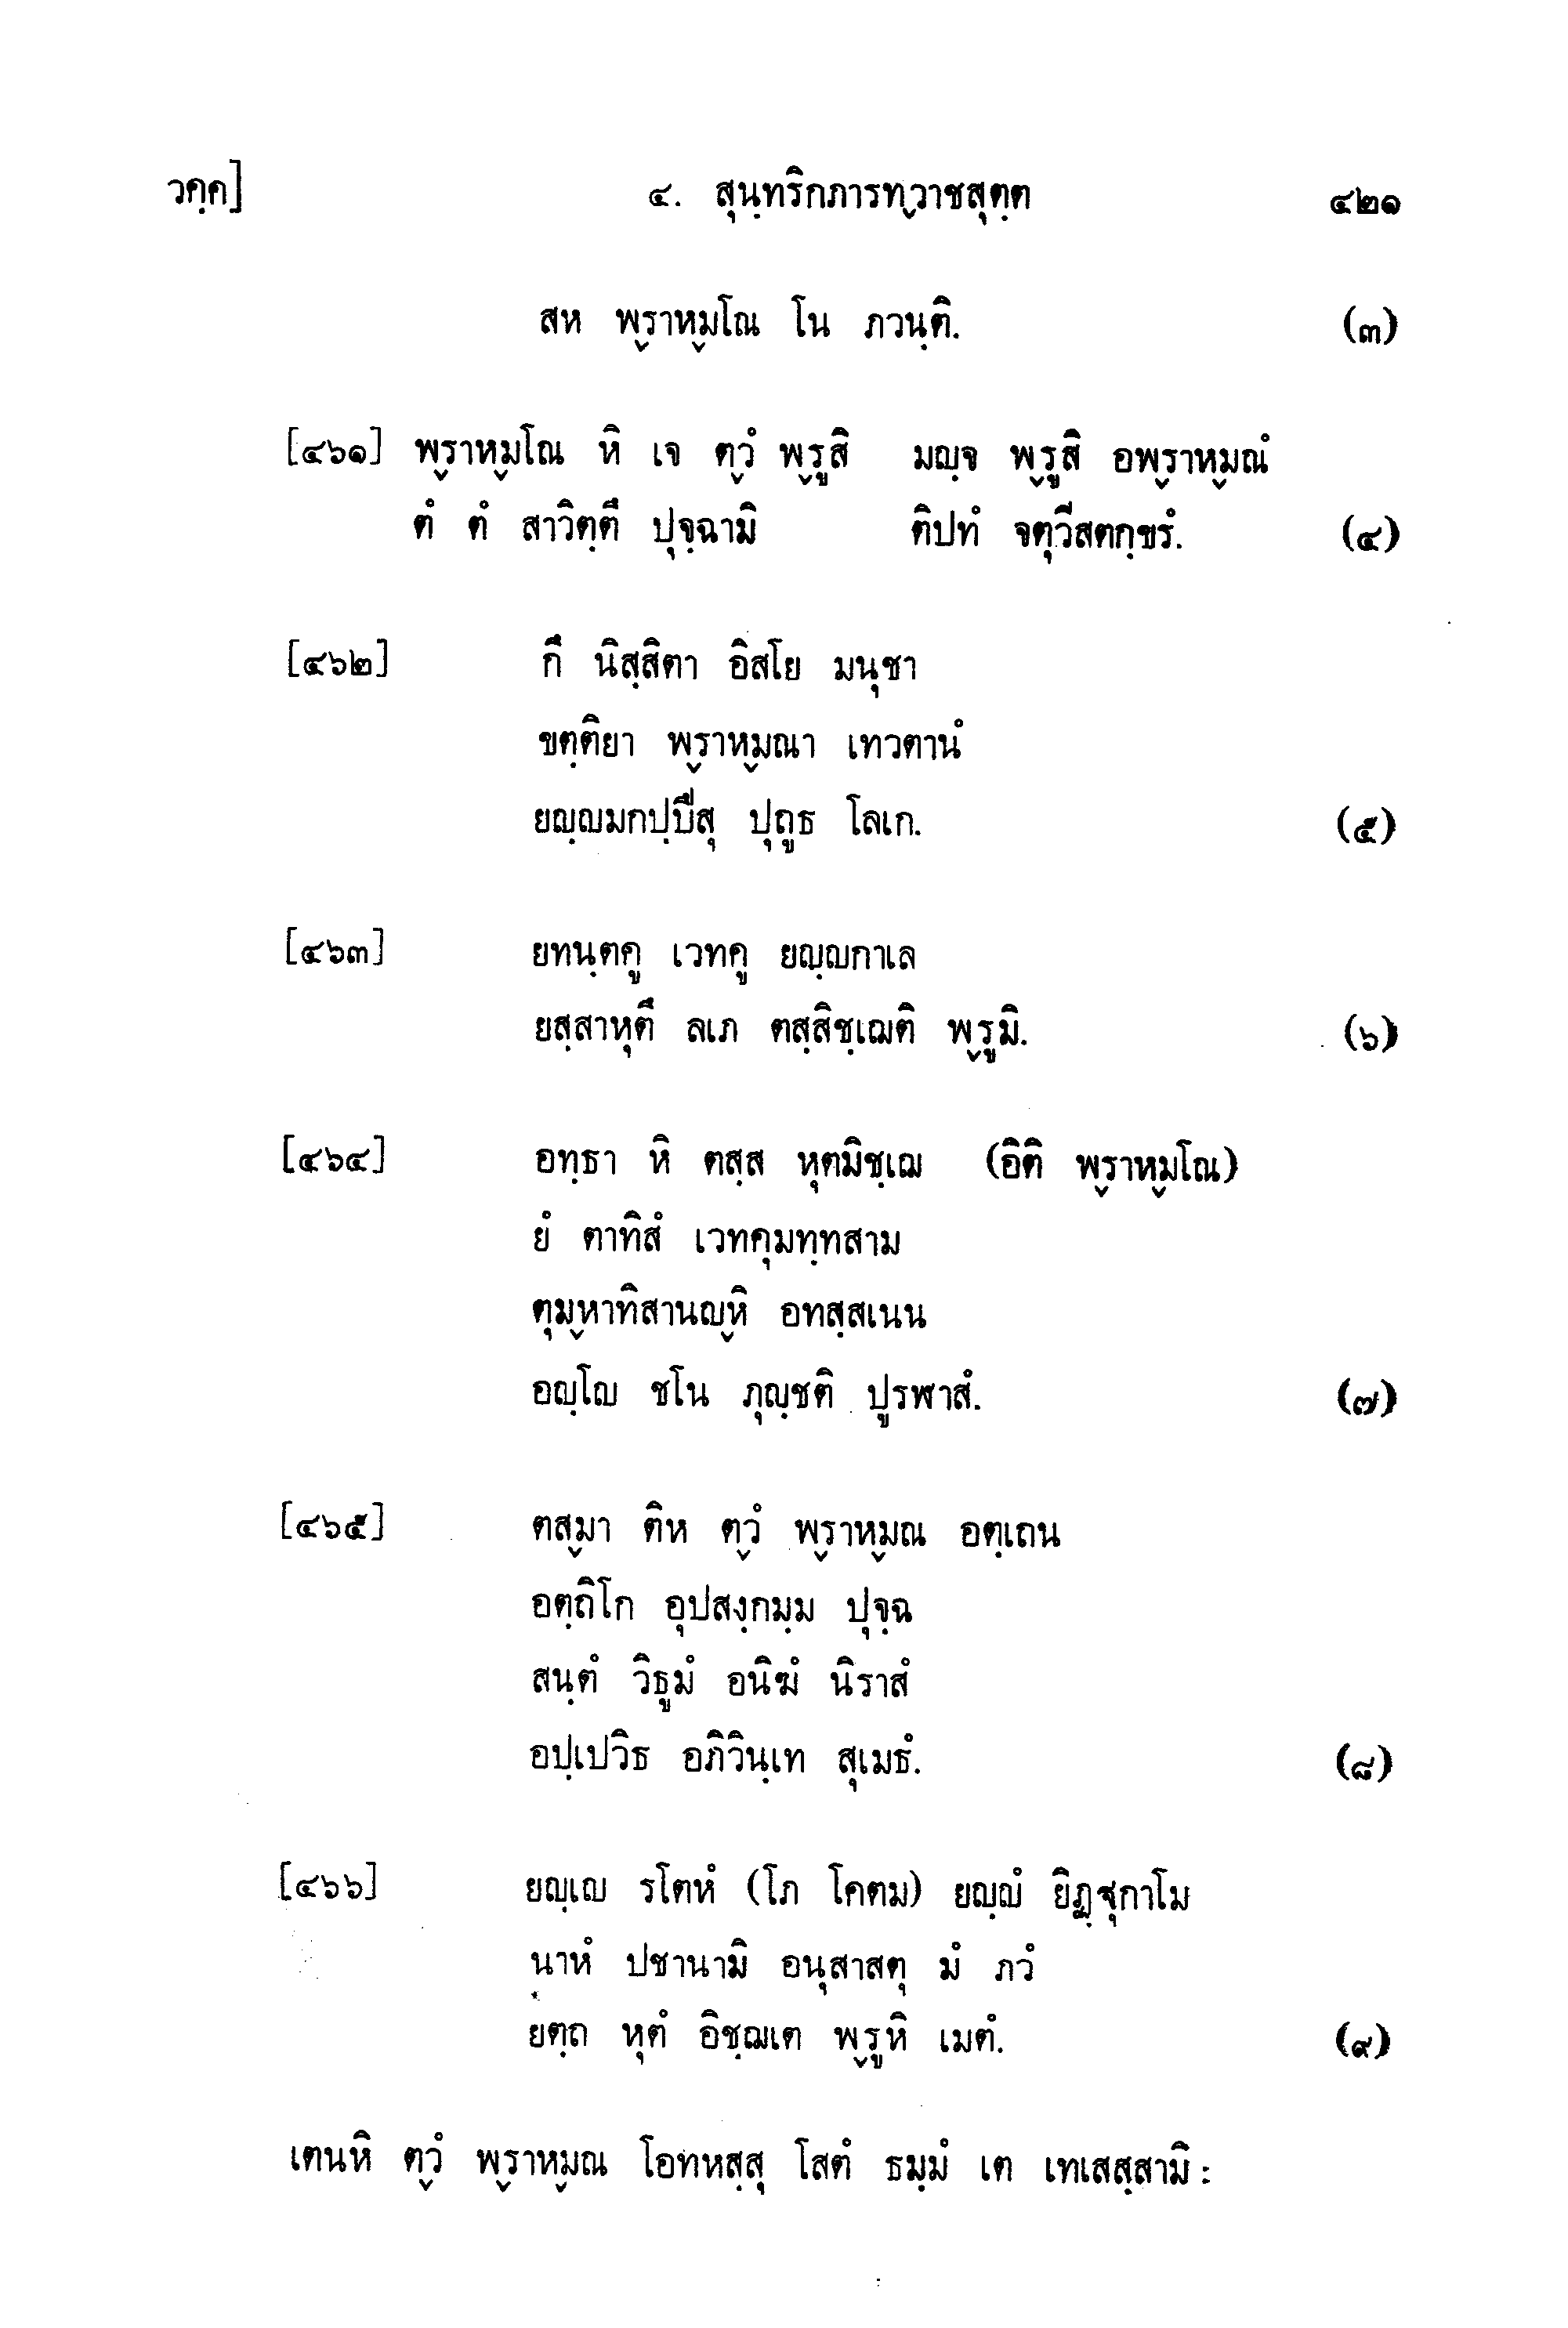 วคฺค] ๔. สุนฺทริกภารท๎วาชสุตฺต ๔๒๑
สห พ๎ราห๎มโณ โน ภวนฺติ. (๓)
[๔๖๑] พ๎ราห๎มโณ หิ เจ ต๎วํ พ๎รูสิ มญฺจ พ๎รูสิ อพ๎ราห๎มณํ
ตํ ตํ สาวิตฺตึ ปุจฺฉามิ ติปทํ จตุวีสตกฺขรํ. (๔)
[๔๖๒] กึ นิสฺสิตา อิสโย มนุชา
ขตฺติยา พ๎ราห๎มณา เทวตานํ
ยญฺญมกปฺปึสุ ปุถูธ โลเก. (๕)
[๔๖๓] ยทนฺตคู เวทคู ยญฺญกาเล
ยสฺสาหุตึ ลเภ ตสฺสิชฺเฌติ พ๎รูมิ. (๖)
[๔๖๔] อทฺธา หิ ตสฺส หุตมิชฺเฌ (อิติ พ๎ราห๎มโณ)
ยํ ตาทิสํ เวทคุมทฺทสาม
ตุม๎หาทิสานญ๎หิ อทสฺสเนน
อญฺโญ ชโน ภุญฺชติ ปูรฬาสํ. (๗)
[๔๖๕] ตส๎มา ติห ต๎วํ พ๎ราห๎มณ อตฺเถน
อตฺถิโก อุปสงฺกมฺม ปุจฺฉ
สนฺตํ วิธูมํ อนิฆํ นิราสํ
อปฺเปวิธ อภิวินฺเท สุเมธํ. (๘)
[๔๖๖] ยญฺเญ รโตหํ (โภ โคตม) ยญฺญํ ยิฏฺฐุกาโม
นาหํ ปชานามิ อนุสาสตุ มํ ภวํ
ยตฺถ หุตํ อิชฺฌเต พ๎รูหิ เมตํ. (๙)
เตนหิ ต๎วํ พ๎ราห๎มณ โอทหสฺสุ โสตํ ธมฺมํ เต เทเสสฺสามิ :